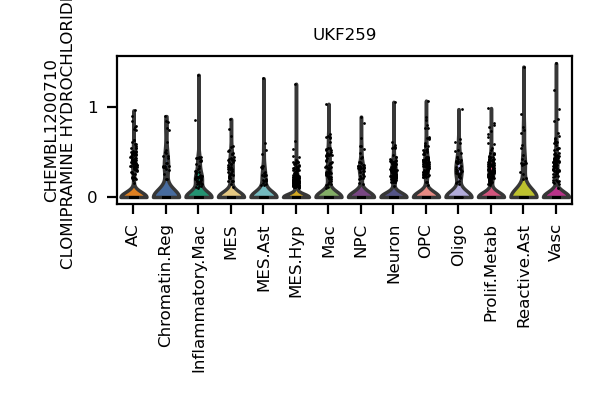 UKF259
CHEMBL1200710
CLOMIPRAMINE HYDROCHLORID
1
0
AC
Chromatin.Reg
Inflammatory.Mac
MES
MES.Ast
MES.Hyp
Mac
NPC
Neuron
OPC
Oligo
Prolif.Metab
Reactive.Ast
Vasc